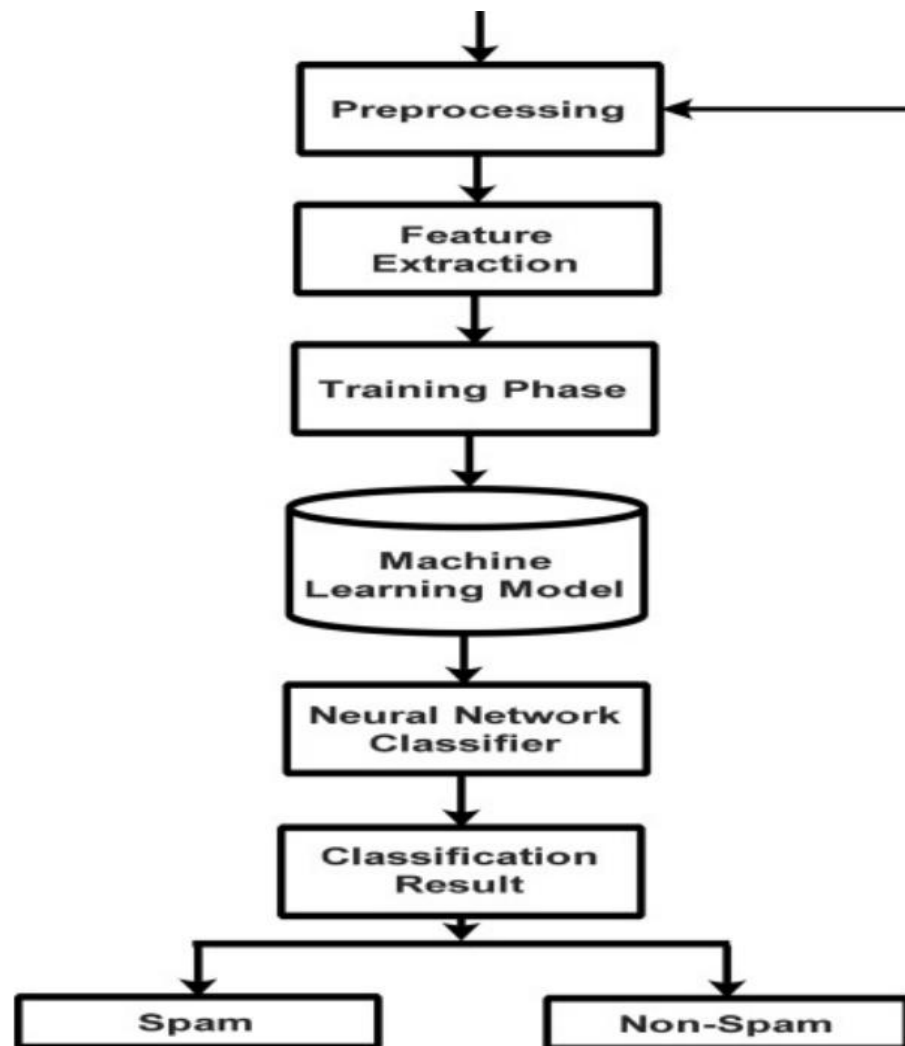 Preprocessing
Feature
Extraction
Training Phase
Machine
Learning Model
Neural Network
Classifier
Classification
Result
Spam
Non-Spam